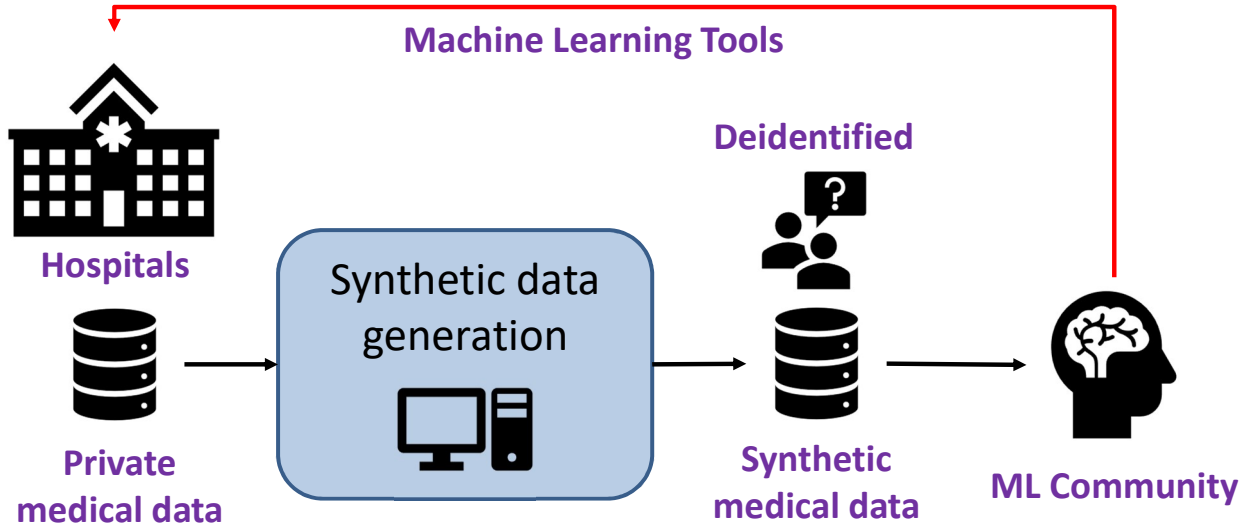 Machine Learning Tools
Hospitals
Private
medical data
Synthetic data
generation
Deidentified
?
Synthetic
medical data
ML Community